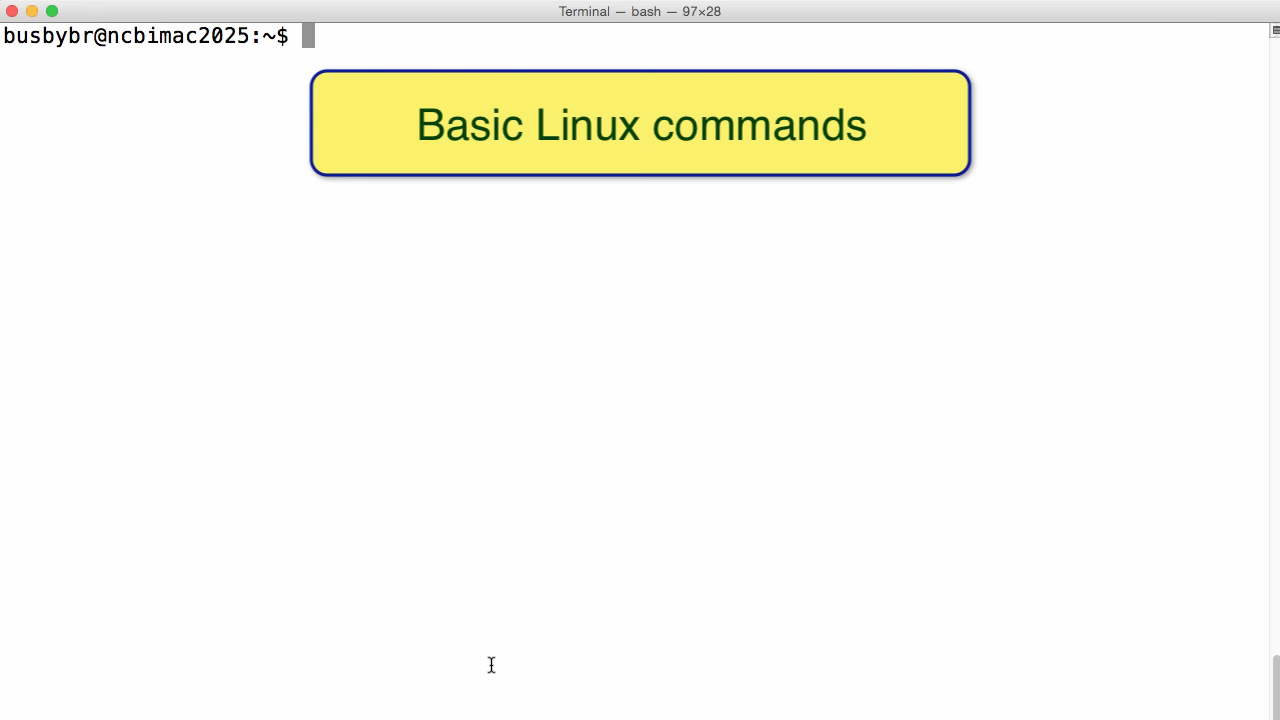 Terminal — bash — 97×28
busbybr@ncbimac2025:~$
Basic Linux commands